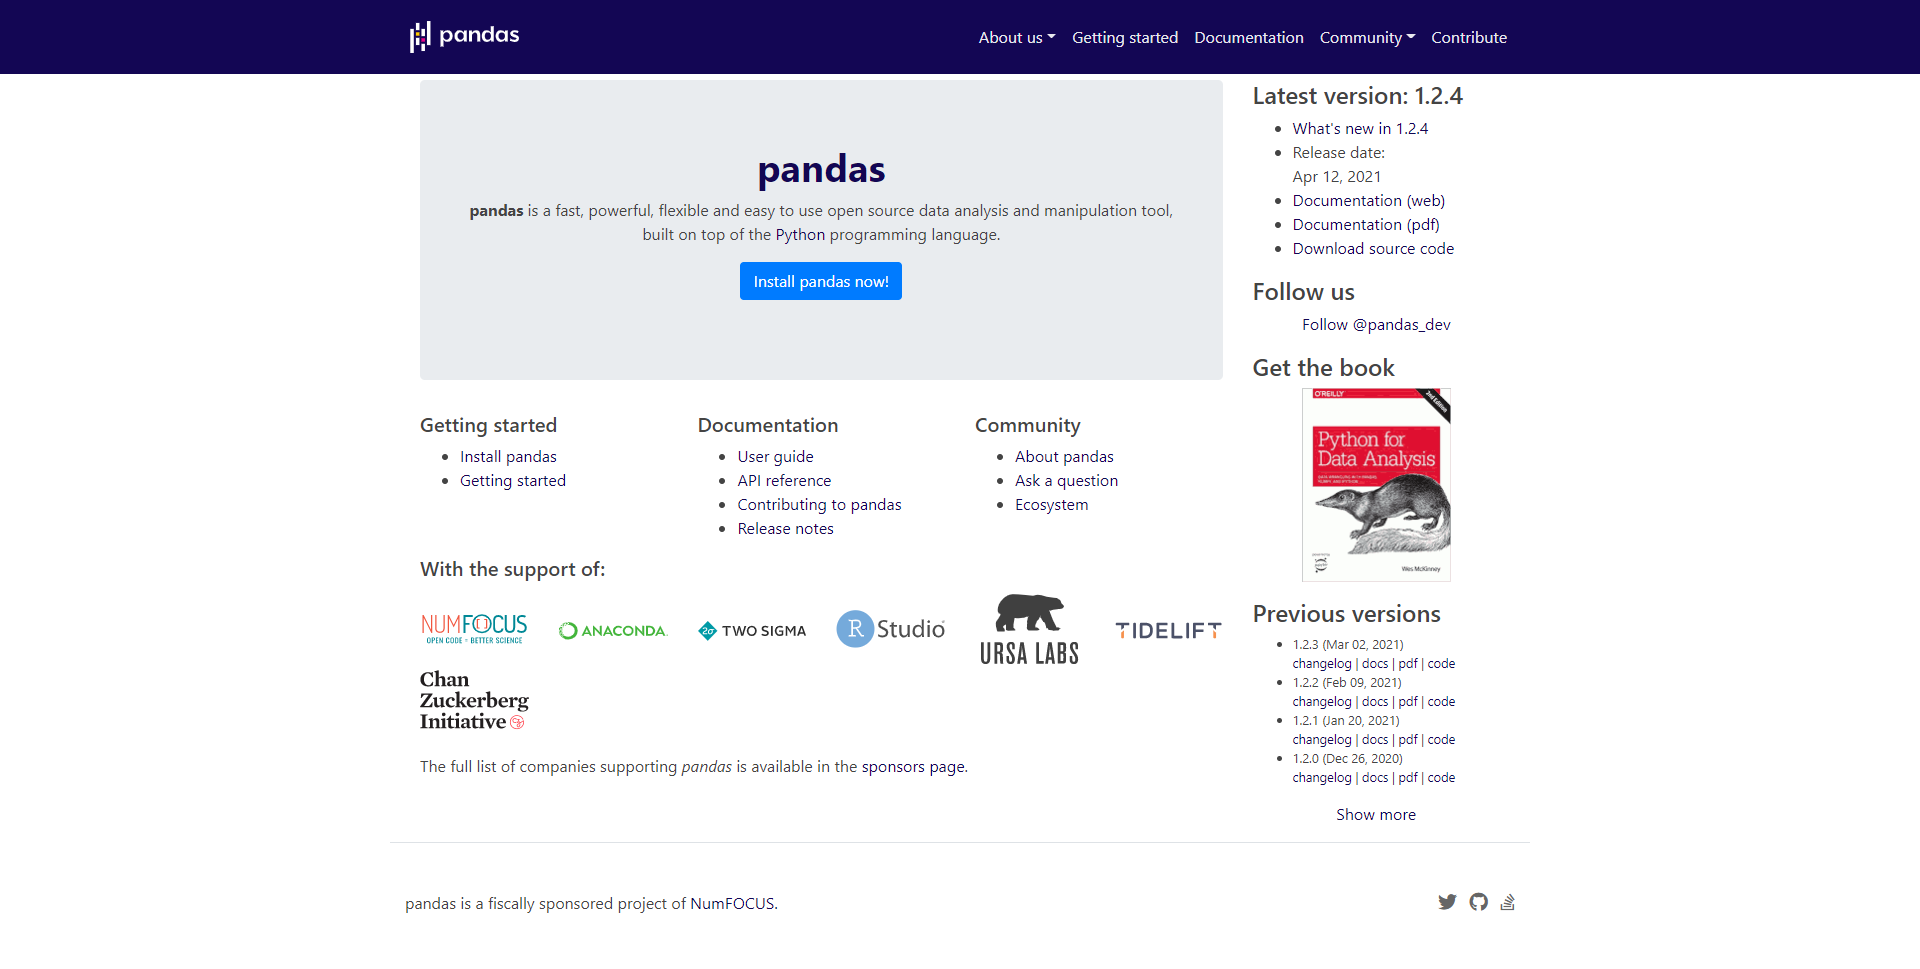 pandas
About us
Getting started
Documentation
Community
Contribute
pandas
pandas is a fast, powerful, flexible and easy to use open source data analysis and manipulation tool,
built on top of the Python programming language.
Install pandas now!
Getting started
Install pandas
Getting started
Documentation
User guide
API reference
Contributing to pandas
Release notes
Community
About pandas
Ask a question
Ecosystem
With the support of:
NUMFOCUS
OPEN CODE = BETTER SCIENCE
ANACONDA
2σ TWO SIGMA
R Studio
URSA LABS
TIDELIFT
Chan
Zuckerberg
Initiative
The full list of companies supporting pandas is available in the sponsors page.
Latest version: 1.2.4
What's new in 1.2.4
Release date:
Apr 12, 2021
Documentation (web)
Documentation (pdf)
Download source code
Follow us
Follow @pandas_dev
Get the book
O'REILLY
2nd Edition
Python for
Data Analysis
Wes McKinney
Previous versions
1.2.3 (Mar 02, 2021)
changelog | docs | pdf | code
1.2.2 (Feb 09, 2021)
changelog | docs | pdf | code
1.2.1 (Jan 20, 2021)
changelog | docs | pdf | code
1.2.0 (Dec 26, 2020)
changelog | docs | pdf | code
Show more
pandas is a fiscally sponsored project of NumFOCUS.